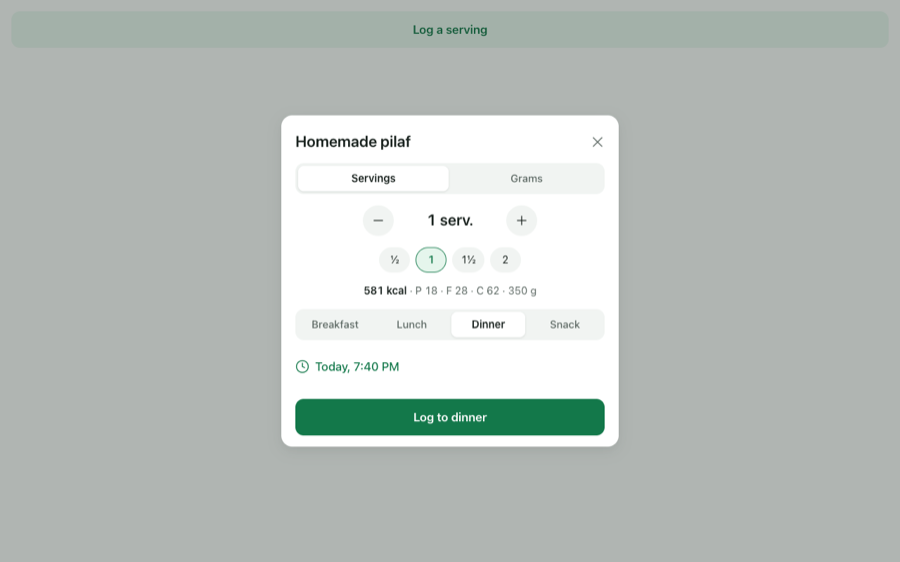 Log a serving
Homemade pilaf
Servings Grams
− 1 serv. +
½ 1 1½ 2
581 kcal · P 18 · F 28 · C 62 · 350 g
Breakfast Lunch Dinner Snack
Today, 7:40 PM
Log to dinner